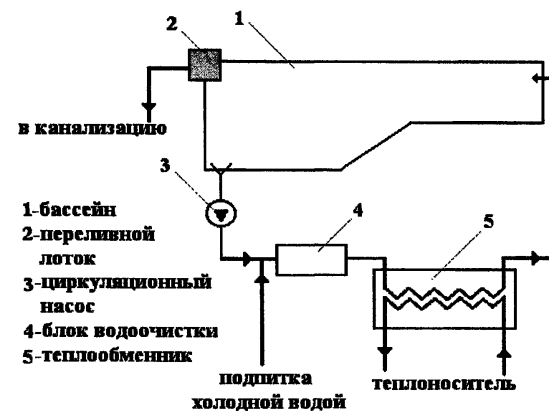 2
1
в канализацию
3
4
5
1-бассейн
2-переливной
лоток
3-циркуляционный
насос
4-блок водоочистки
5-теплообменник
подпитка
холодной водой
теплоноситель